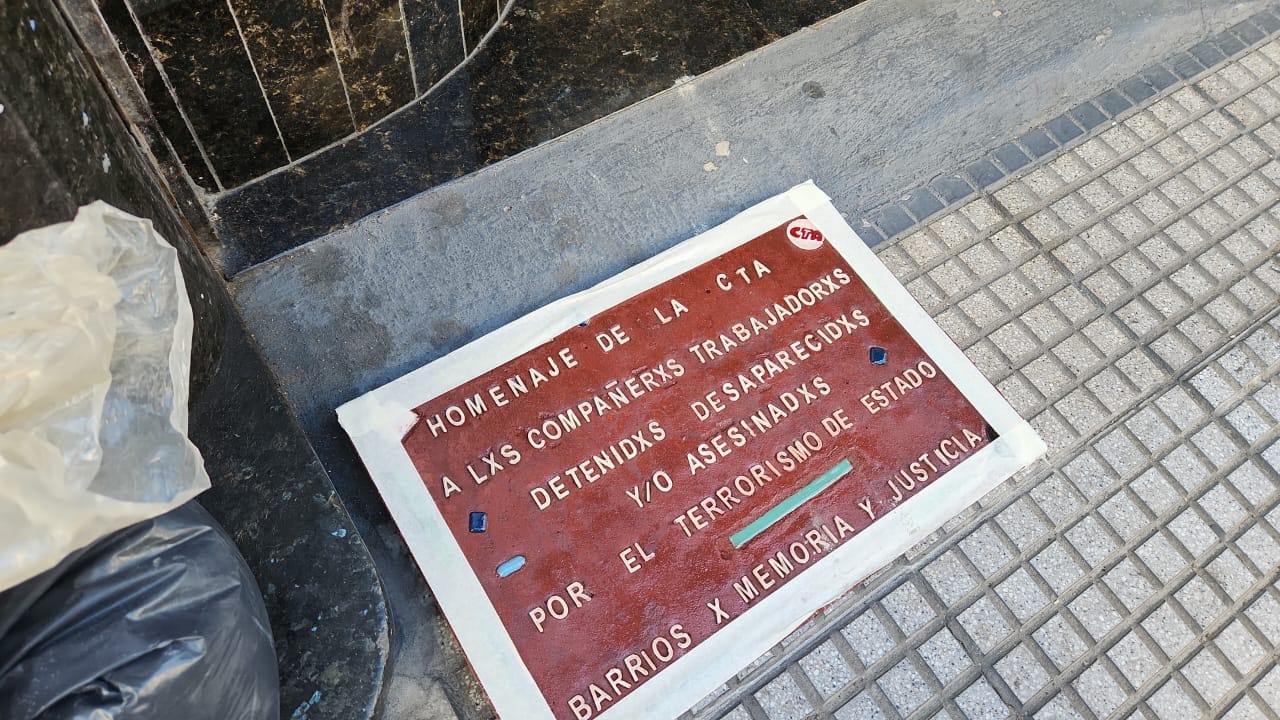 CTA
HOMENAJE DE LA CTA
A LXS COMPAÑERXS TRABAJADORXS
DETENIDXS DESAPARECIDXS
Y/O ASESINADXS
POR EL TERRORISMO DE ESTADO
BARRIOS X MEMORIA Y JUSTICIA